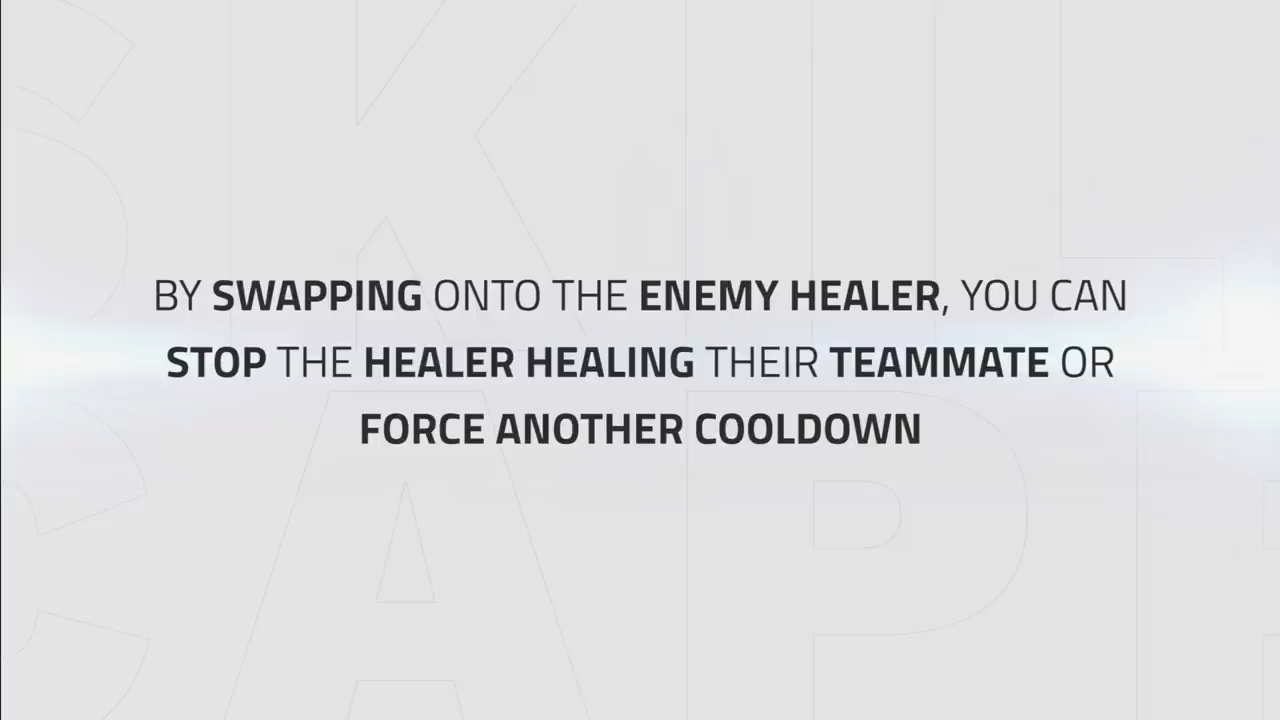 BY SWAPPING ONTO THE ENEMY HEALER, YOU CAN
STOP THE HEALER HEALING THEIR TEAMMATE OR
FORCE ANOTHER COOLDOWN